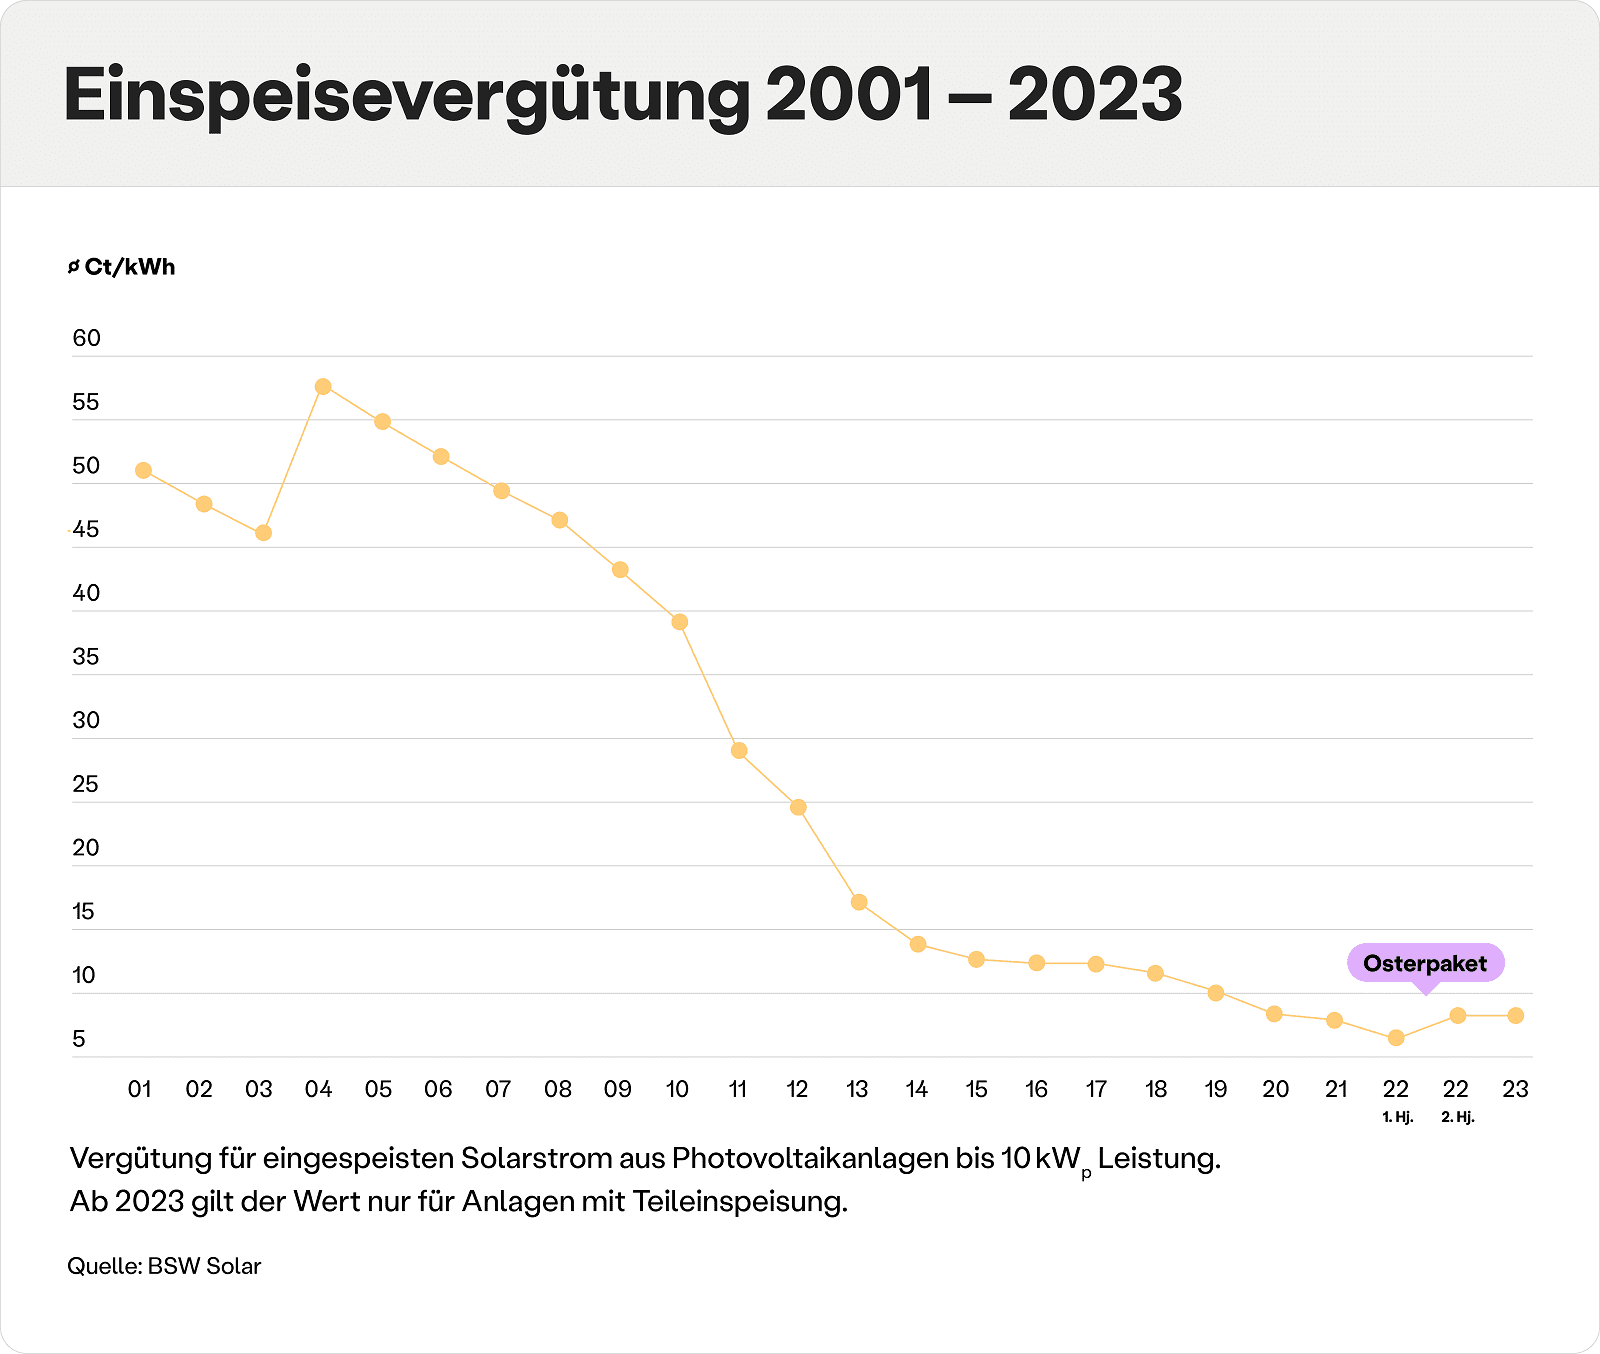 Einspeisevergütung 2001 – 2023
ø Ct/kWh
60
55
50
45
40
35
30
25
20
15
10
5
Osterpaket
01 02 03 04 05 06 07 08 09 10 11 12 13 14 15 16 17 18 19 20 21 22 22 23
1. Hj. 2. Hj.
Vergütung für eingespeisten Solarstrom aus Photovoltaikanlagen bis 10 kWp Leistung.
Ab 2023 gilt der Wert nur für Anlagen mit Teileinspeisung.
Quelle: BSW Solar